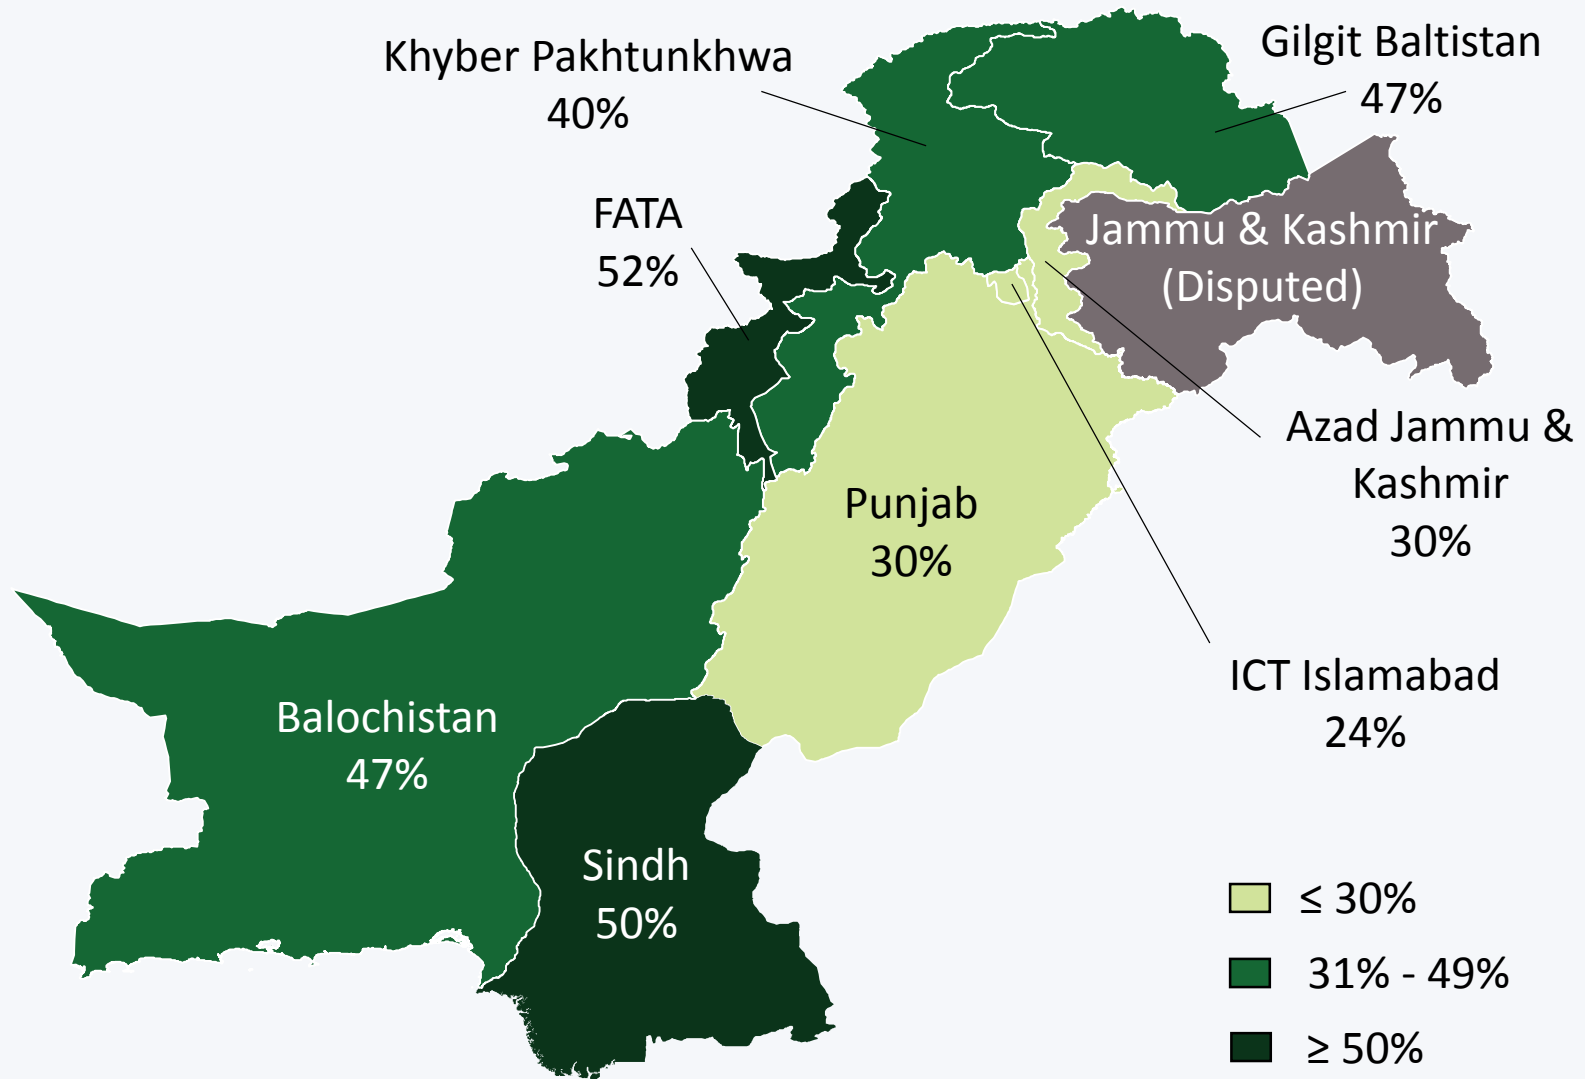 Khyber Pakhtunkhwa
40%
Gilgit Baltistan
47%
FATA
52%
Jammu & Kashmir
(Disputed)
Azad Jammu &
Kashmir
30%
Punjab
30%
ICT Islamabad
24%
Balochistan
47%
Sindh
50%
≤ 30%
31% - 49%
≥ 50%